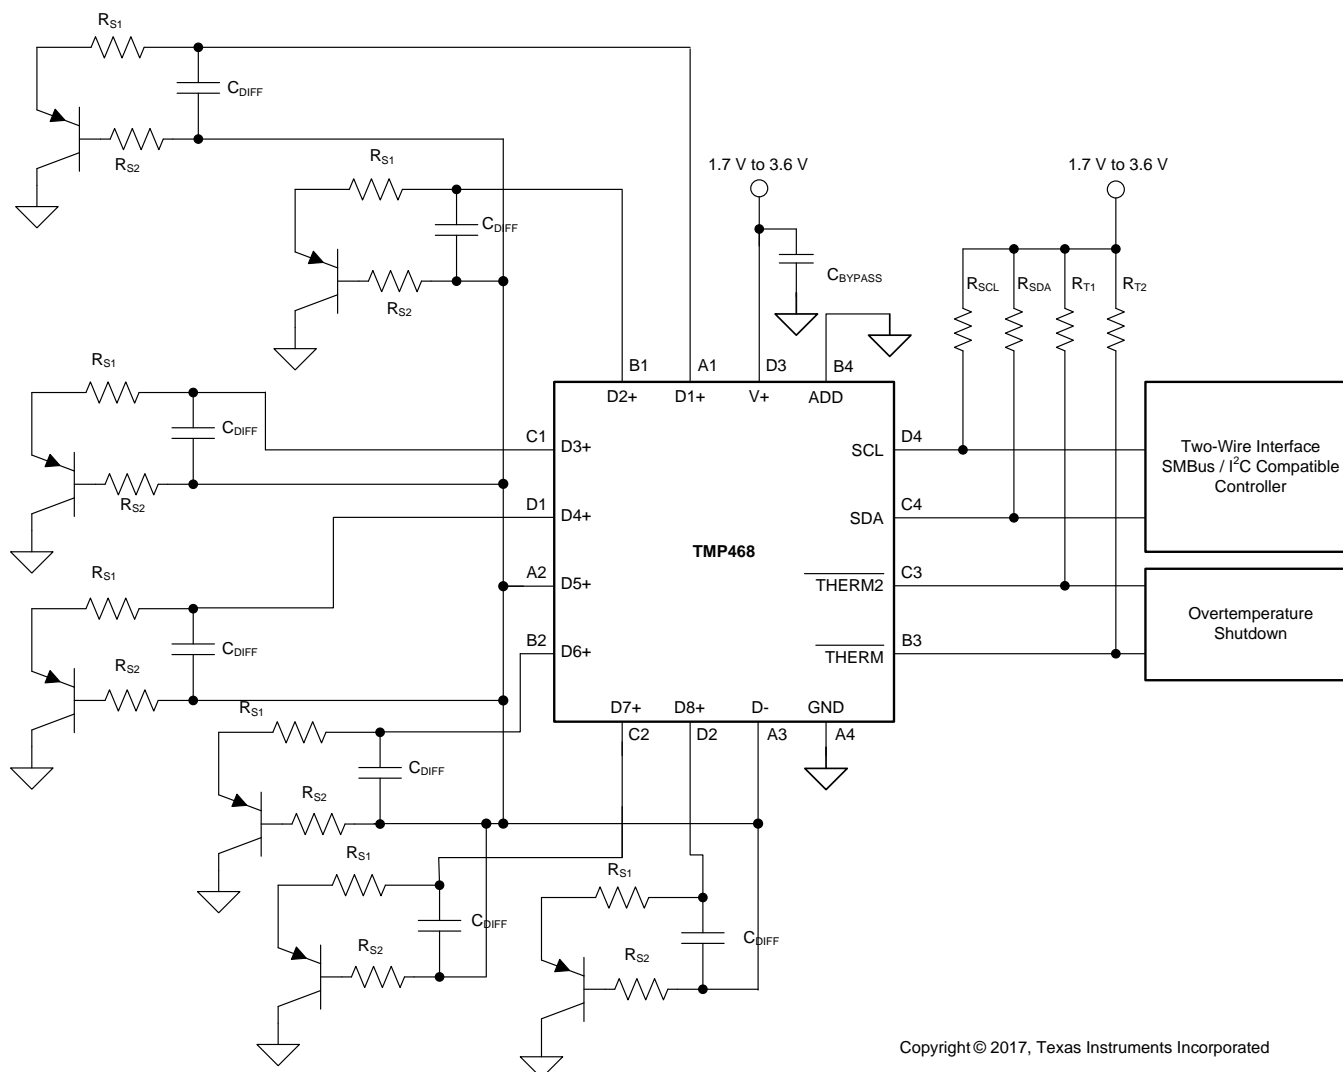 RS1
CDIFF
RS2
RS1
CDIFF
RS2
1.7 V to 3.6 V
1.7 V to 3.6 V
CBYPASS
RSCL
RSDA
RT1
RT2
B1
A1
D3
B4
D2+
D1+
V+
ADD
RS1
CDIFF
RS2
C1
D3+
SCL
D4
Two-Wire Interface
SMBus / I²C Compatible
Controller
D1
D4+
SDA
C4
TMP468
RS1
CDIFF
RS2
A2
D5+
THERM2
C3
Overtemperature
Shutdown
B2
D6+
THERM
B3
D7+
D8+
D-
GND
C2
D2
A3
A4
RS1
CDIFF
RS2
RS1
CDIFF
RS2
RS1
CDIFF
RS2
Copyright © 2017, Texas Instruments Incorporated